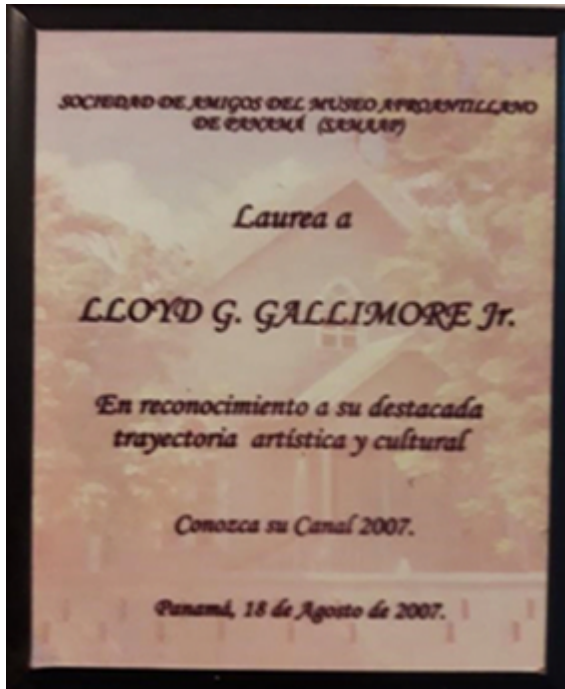 SOCIEDAD DE AMIGOS DEL MUSEO AFROANTILLANO
DE PANAMÁ (SAMAAP)
Laurea a
LLOYD G. GALLIMORE Jr.
En reconocimiento a su destacada
trayectoria artística y cultural
Conozca su Canal 2007.
Panamá, 18 de Agosto de 2007.